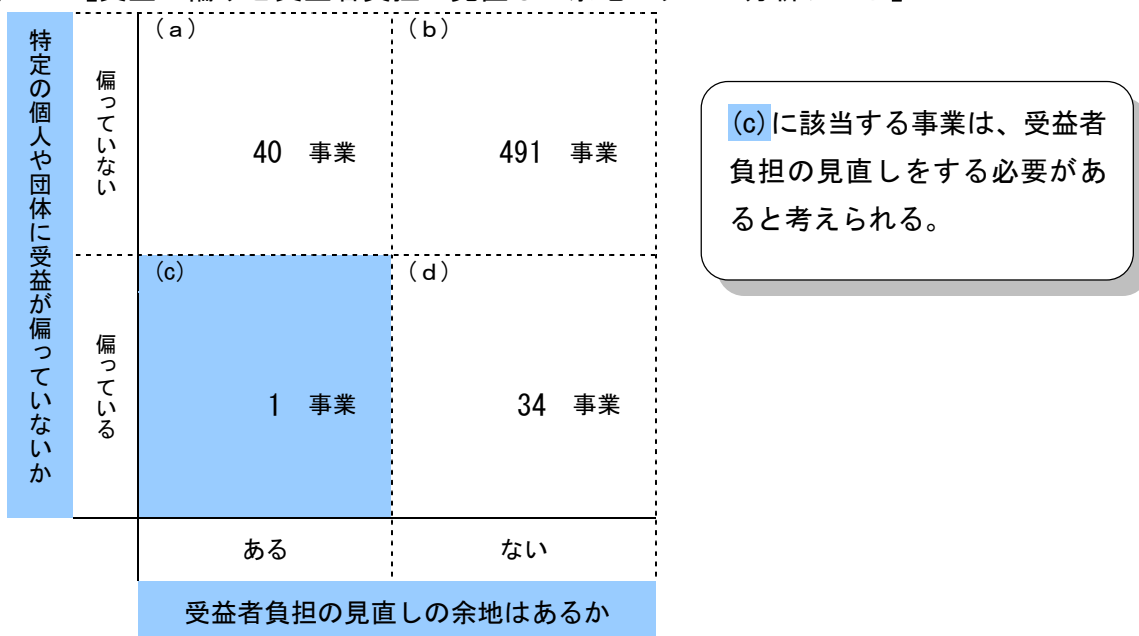 特定の個人や団体に受益が偏っていないか
偏っていない
(a)
40 事業
(b)
491 事業
偏っている
(c)
1 事業
(d)
34 事業
ある
ない
受益者負担の見直しの余地はあるか
(c)に該当する事業は、受益者
負担の見直しをする必要があ
ると考えられる。